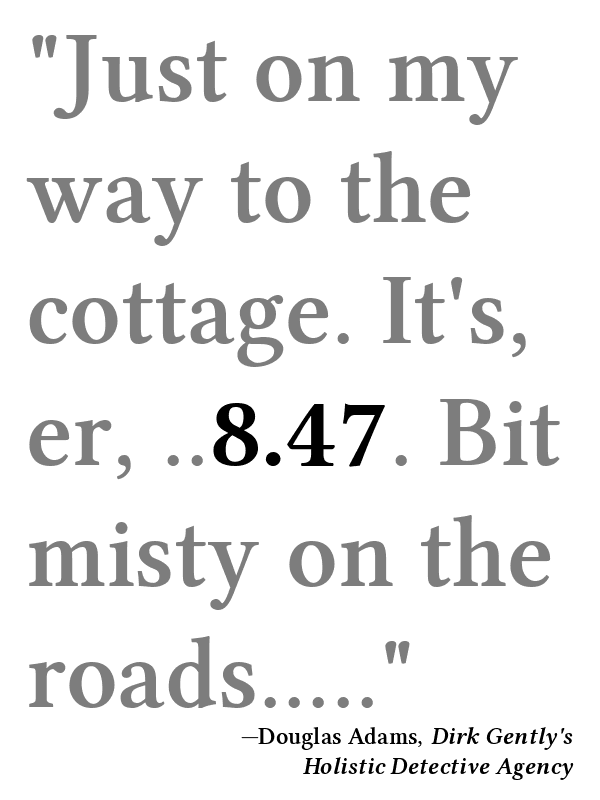 "Just on my
way to the
cottage. It's,
er, ..8.47. Bit
misty on the
roads....."
—Douglas Adams, Dirk Gently's
Holistic Detective Agency